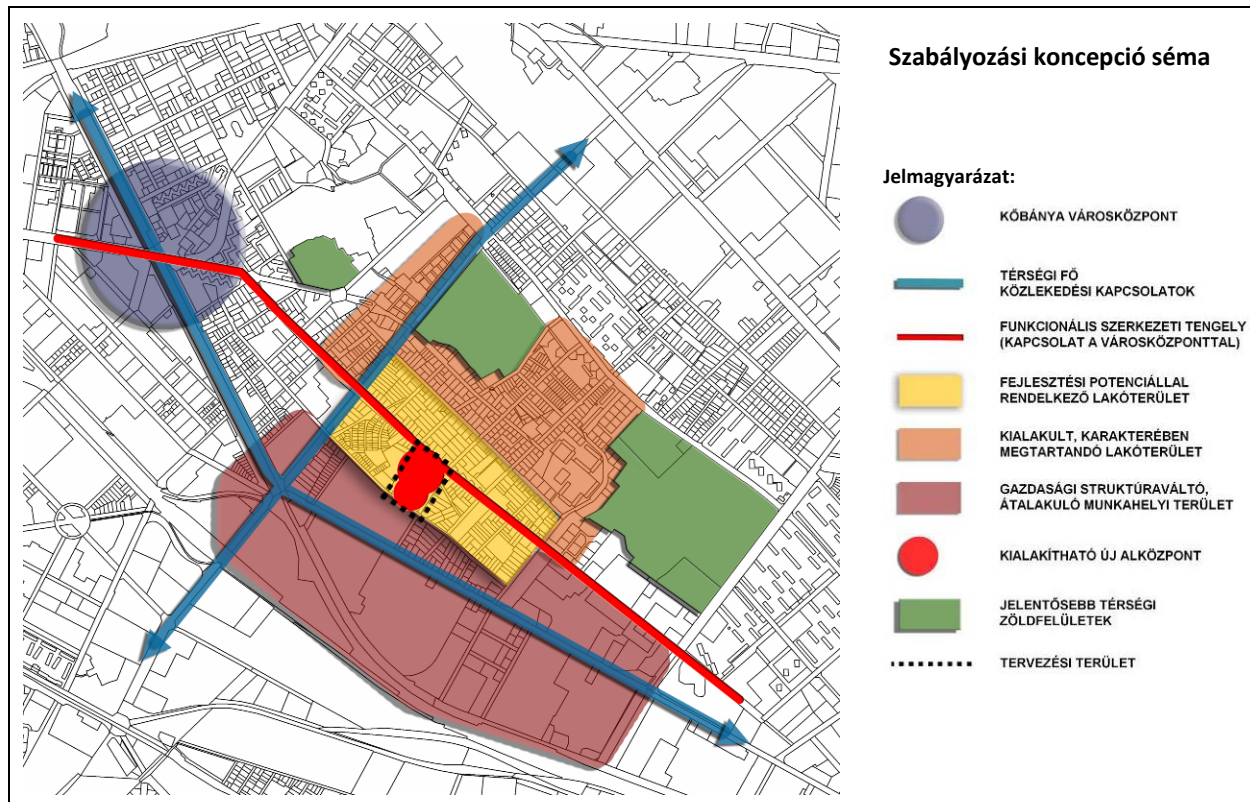 Szabályozási koncepció séma
Jelmagyarázat:
KŐBÁNYA VÁROSKÖZPONT
TÉRSÉGI FŐ
KÖZLEKEDÉSI KAPCSOLATOK
FUNKCIONÁLIS SZERKEZETI TENGELY
(KAPCSOLAT A VÁROSKÖZPONTTAL)
FEJLESZTÉSI POTENCIÁLLAL
RENDELKEZŐ LAKÓTERÜLET
KIALAKULT, KARAKTERÉBEN
MEGTARTANDÓ LAKÓTERÜLET
GAZDASÁGI STRUKTÚRAVÁLTÓ,
ÁTALAKULÓ MUNKAHELYI TERÜLET
KIALAKÍTHATÓ ÚJ ALKÖZPONT
JELENTŐSEBB TÉRSÉGI
ZÖLDFELÜLETEK
TERVEZÉSI TERÜLET